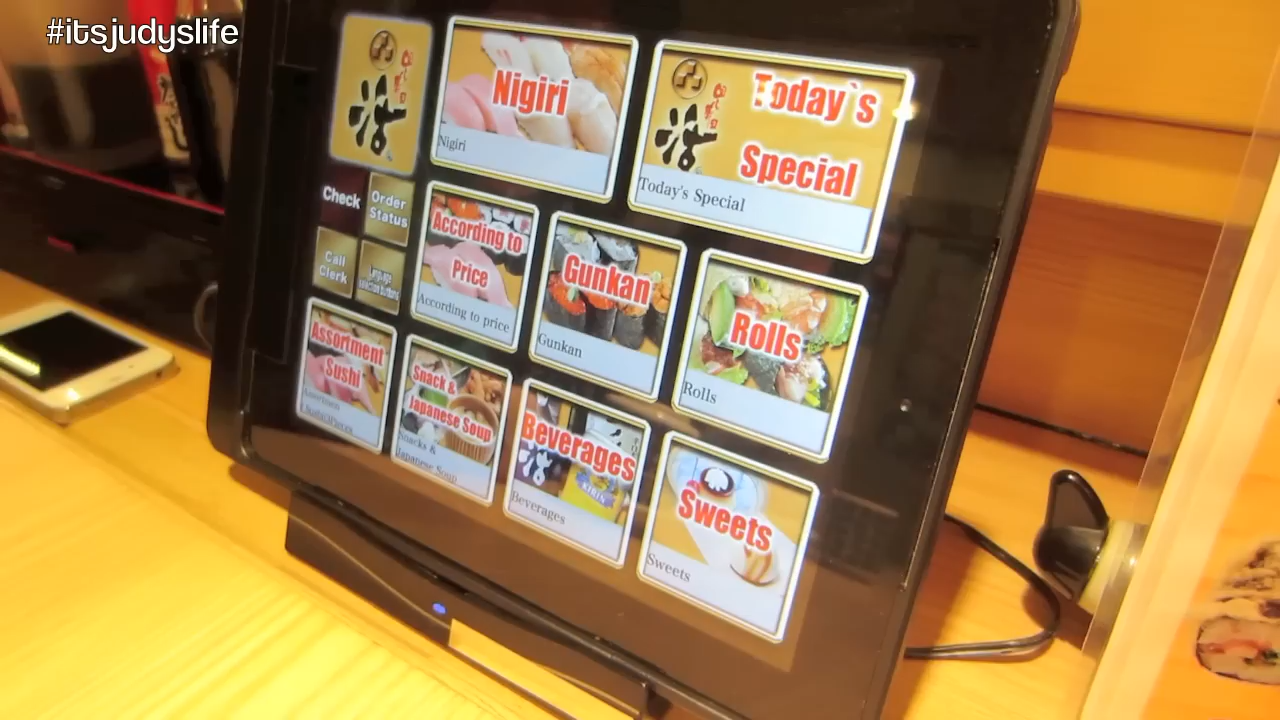 #itsjudyslife
Nigiri
Nigiri
Today`s
Special
Today's Special
Check
Order
Status
Call
Clerk
According to
Price
According to price
Gunkan
Gunkan
Rolls
Rolls
Assortment
Sushi
Snack &
Japanese Soup
Snacks &
Japanese Soup
Beverages
Beverages
KIRIN
Sweets
Sweets